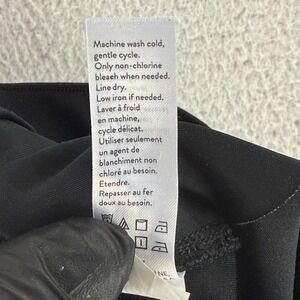 Machine wash cold,
gentle cycle.
Only non-chlorine
bleach when needed.
Line dry.
Low iron if needed.
Laver à froid
en machine,
cycle délicat.
Utiliser seulement
un agent de
blanchiment non
chloré au besoin.
Étendre.
Repasser au fer
doux au besoin.